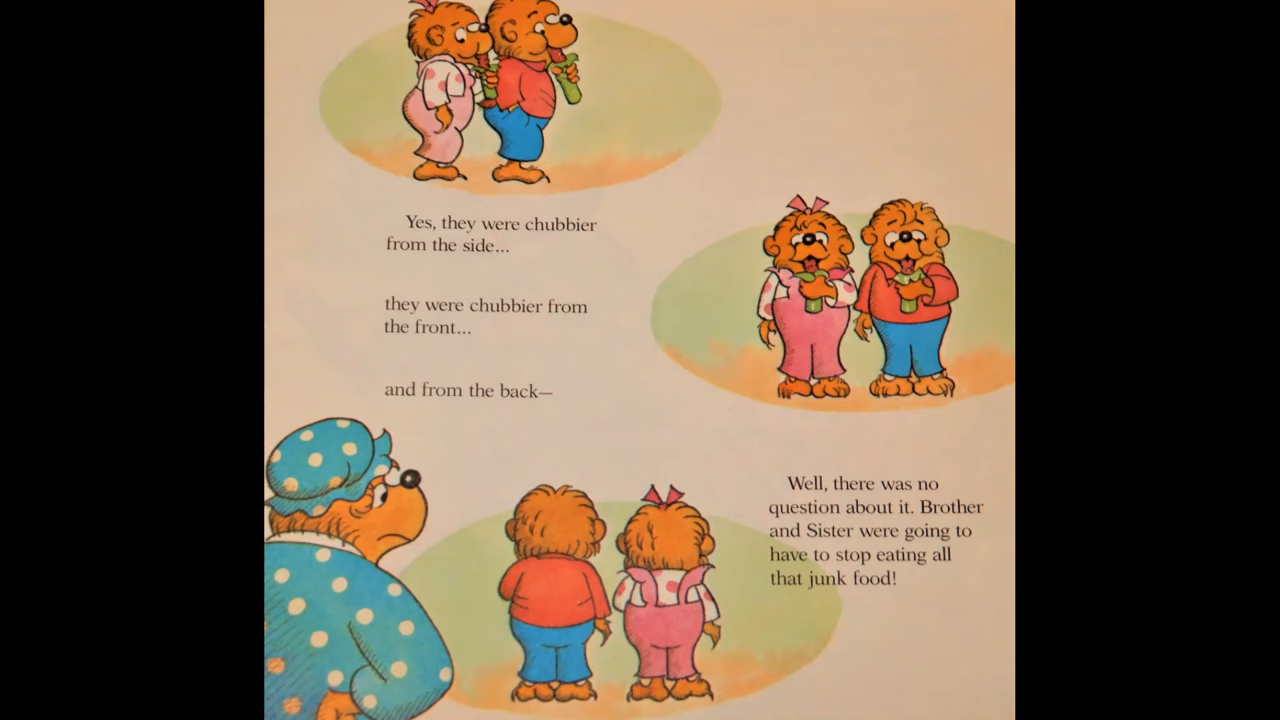 Yes, they were chubbier
from the side...
they were chubbier from
the front...
and from the back—
Well, there was no
question about it. Brother
and Sister were going to
have to stop eating all
that junk food!